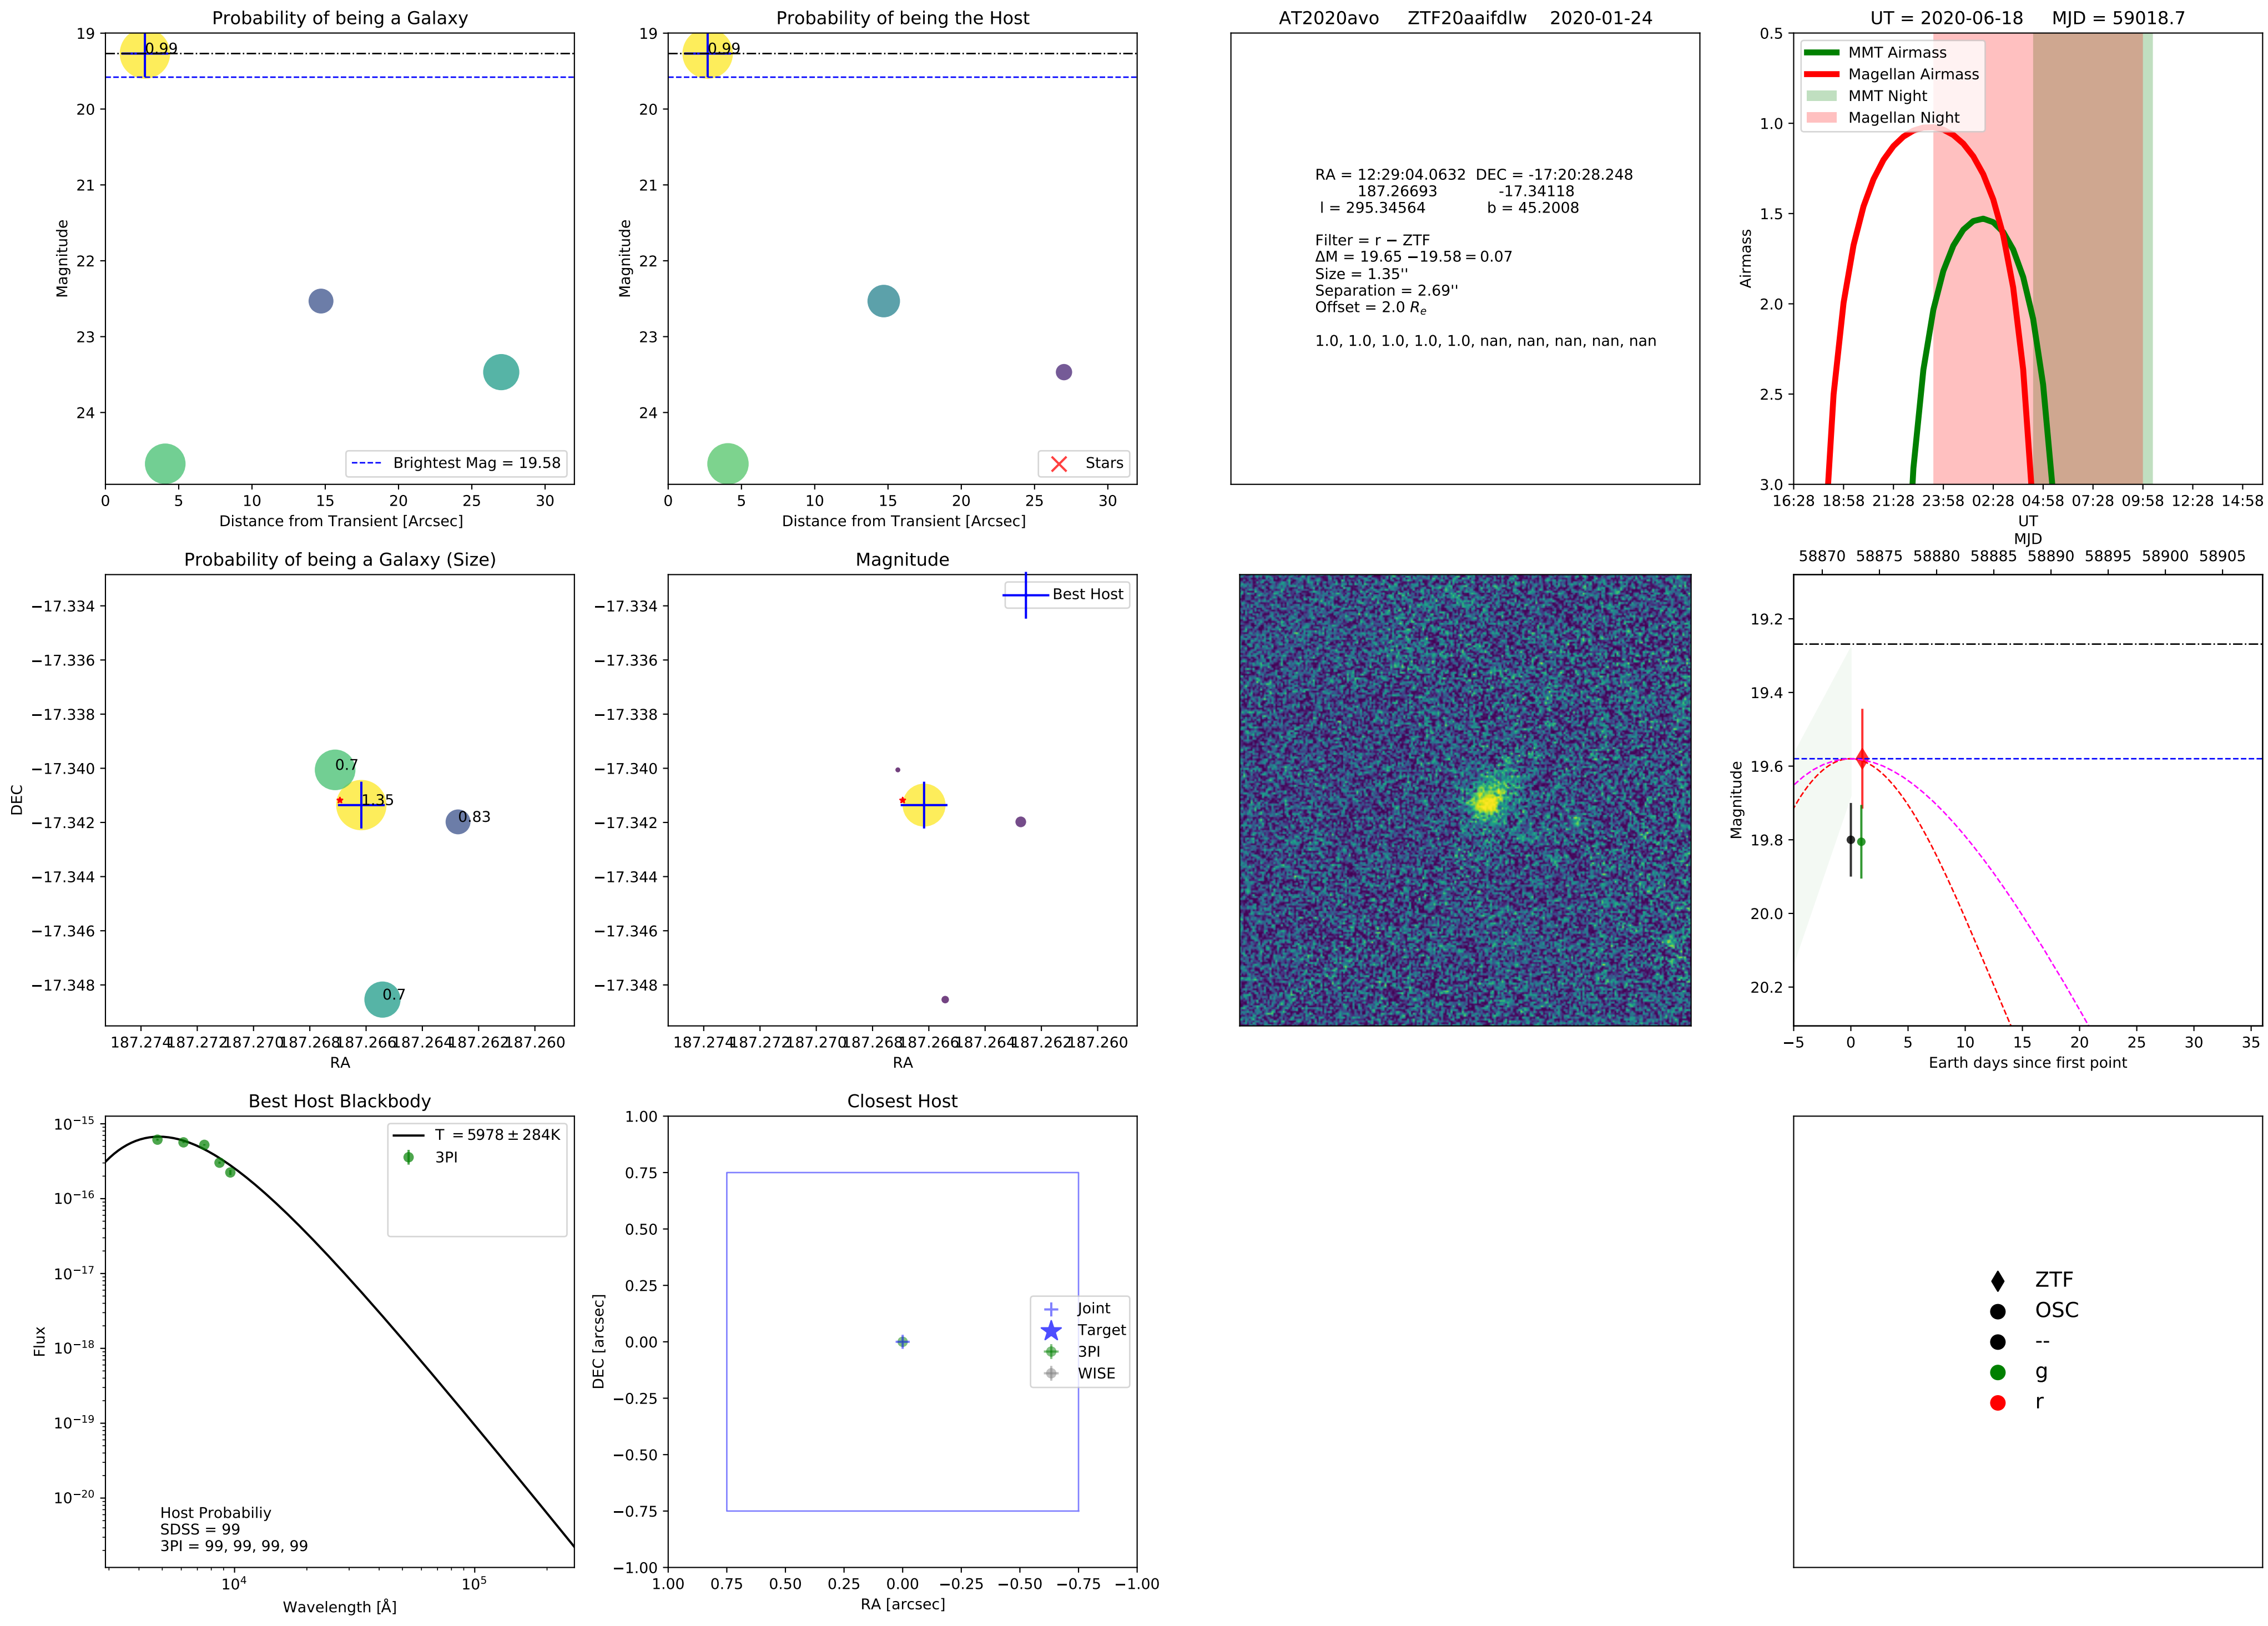 Probability of being a Galaxy
0.99
Brightest Mag = 19.58
19
20
21
22
23
24
Magnitude
0
5
10
15
20
25
30
Distance from Transient [Arcsec]
Probability of being the Host
0.99
Stars
19
20
21
22
23
24
Magnitude
0
5
10
15
20
25
30
Distance from Transient [Arcsec]
AT2020avo ZTF20aaifdlw 2020-01-24
RA = 12:29:04.0632 DEC = -17:20:28.248
187.26693 -17.34118
l = 295.34564 b = 45.2008
Filter = r − ZTF
ΔM = 19.65 −19.58 = 0.07
Size = 1.35''
Separation = 2.69''
Offset = 2.0 Re
1.0, 1.0, 1.0, 1.0, 1.0, nan, nan, nan, nan, nan
UT = 2020-06-18 MJD = 59018.7
MMT Airmass
Magellan Airmass
MMT Night
Magellan Night
0.5
1.0
1.5
2.0
2.5
3.0
Airmass
16:28
18:58
21:28
23:58
02:28
04:58
07:28
09:58
12:28
14:58
UT
Probability of being a Galaxy (Size)
0.7
1.35
0.83
0.7
−17.334
−17.336
−17.338
−17.340
−17.342
−17.344
−17.346
−17.348
DEC
187.274
187.272
187.270
187.268
187.266
187.264
187.262
187.260
RA
Magnitude
Best Host
−17.334
−17.336
−17.338
−17.340
−17.342
−17.344
−17.346
−17.348
187.274
187.272
187.270
187.268
187.266
187.264
187.262
187.260
RA
MJD
58870
58875
58880
58885
58890
58895
58900
58905
19.2
19.4
19.6
19.8
20.0
20.2
Magnitude
−5
0
5
10
15
20
25
30
35
Earth days since first point
Best Host Blackbody
T = 5978 ± 284K
3PI
Host Probabiliy
SDSS = 99
3PI = 99, 99, 99, 99
10−15
10−16
10−17
10−18
10−19
10−20
Flux
104
105
Wavelength [Å]
Closest Host
Joint
Target
3PI
WISE
1.00
0.75
0.50
0.25
0.00
−0.25
−0.50
−0.75
−1.00
DEC [arcsec]
1.00
0.75
0.50
0.25
0.00
−0.25
−0.50
−0.75
−1.00
RA [arcsec]
ZTF
OSC
--
g
r